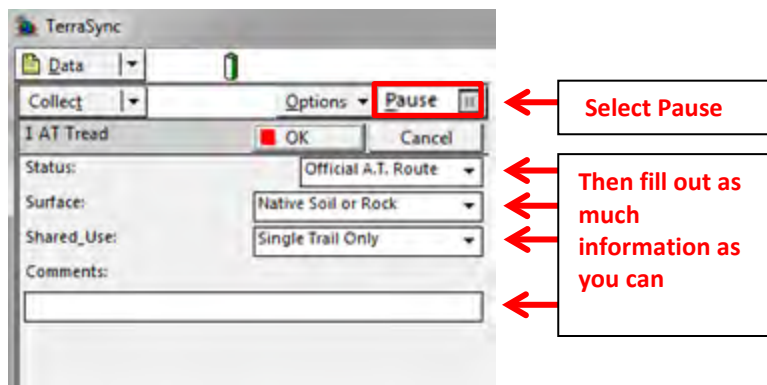 TerraSync
Data
Collect Options Pause
1 AT Tread OK Cancel
Status: Official A.T. Route
Surface: Native Soil or Rock
Shared_Use: Single Trail Only
Comments:
Select Pause
Then fill out as
much
information as
you can